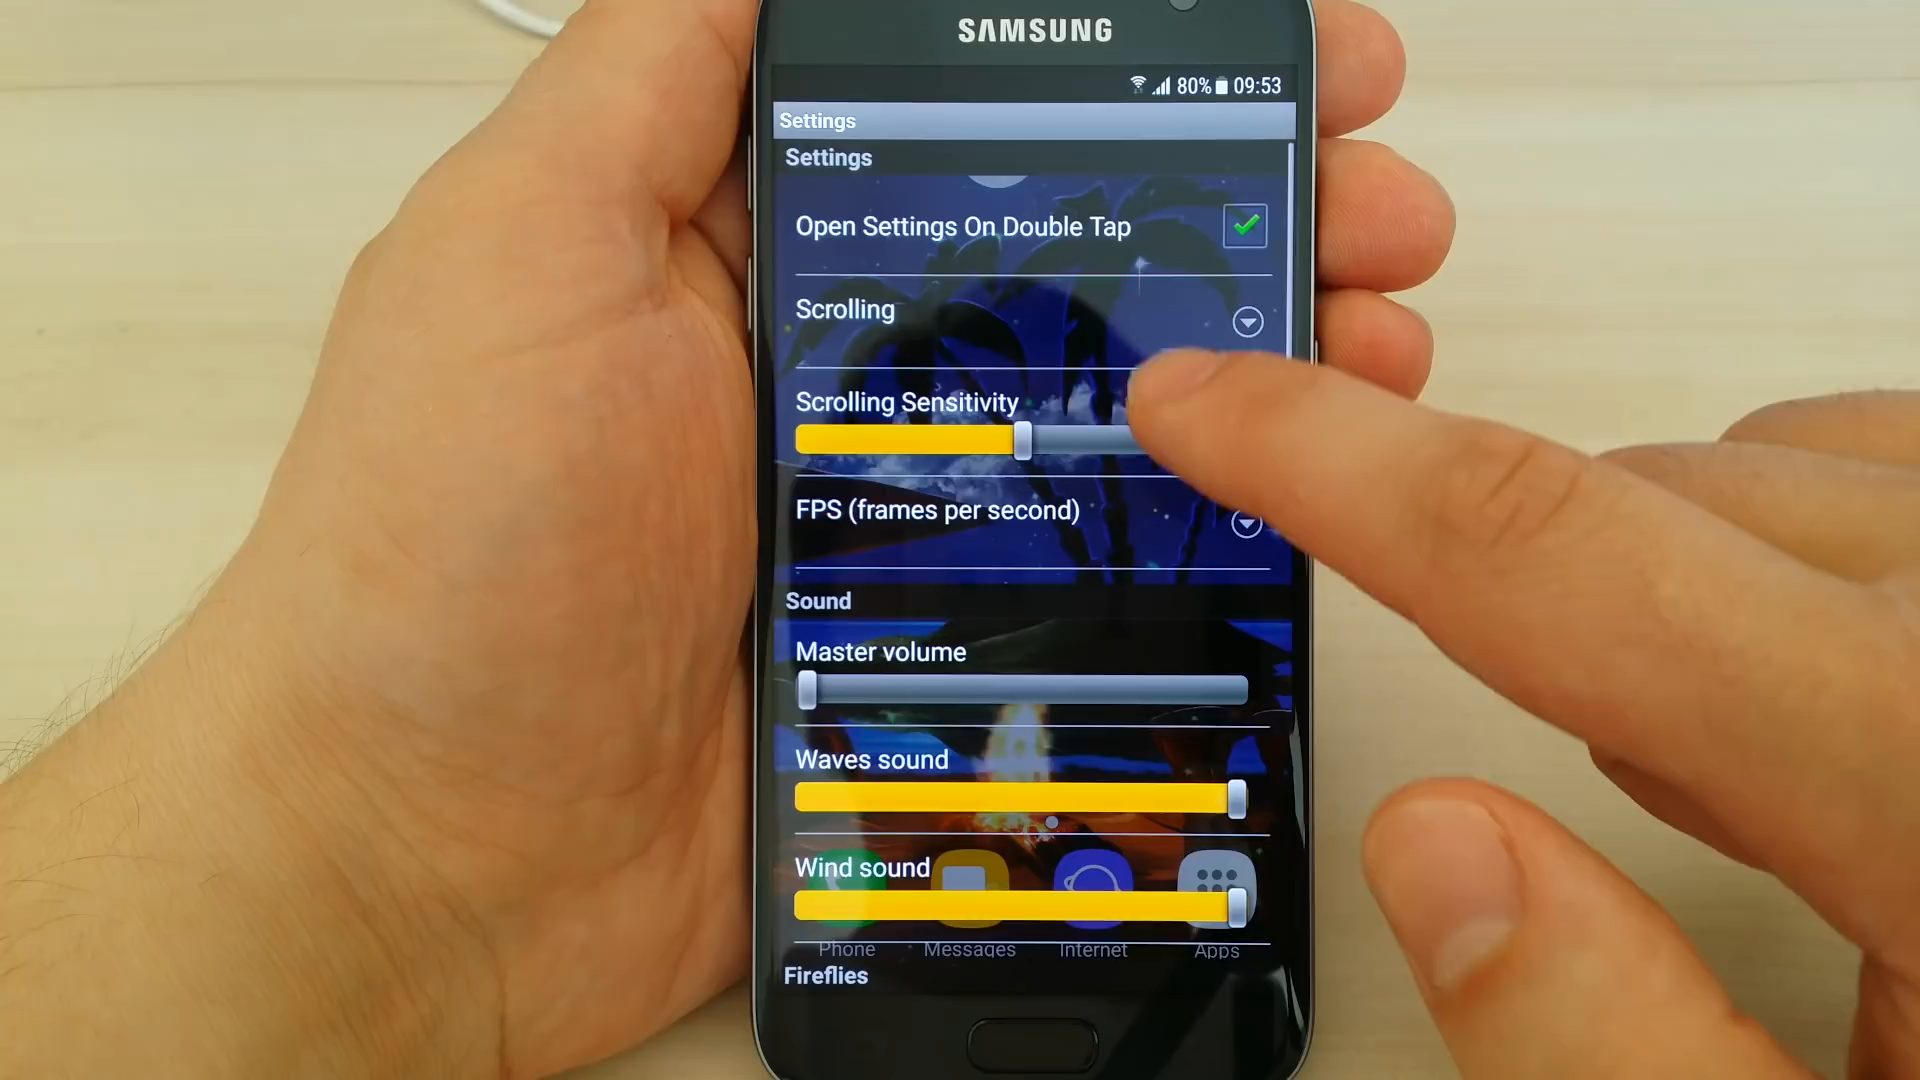 SAMSUNG
80% 09:53
Settings
Settings
Open Settings On Double Tap
Scrolling
Scrolling Sensitivity
FPS (frames per second)
Sound
Master volume
Waves sound
Wind sound
Phone Messages Internet Apps
Fireflies